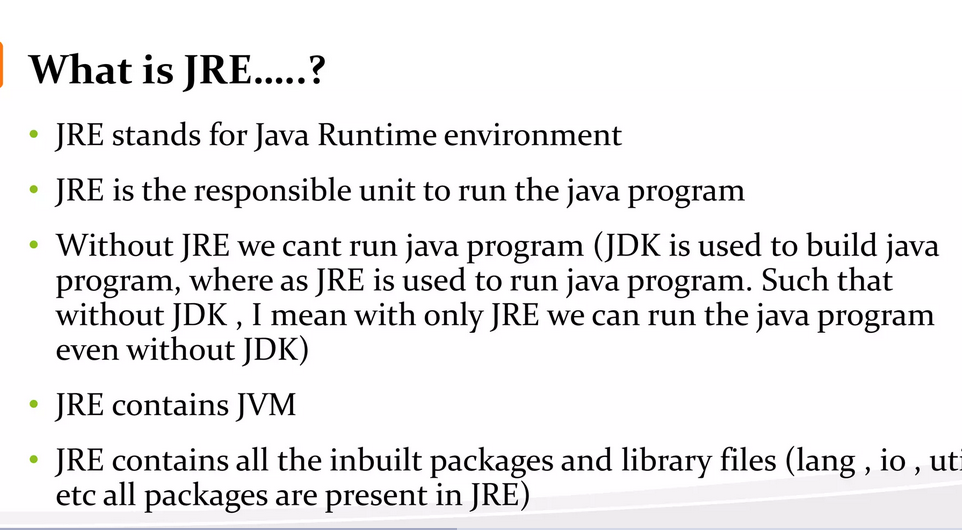 What is JRE.....?
• JRE stands for Java Runtime environment
• JRE is the responsible unit to run the java program
• Without JRE we cant run java program (JDK is used to build java
program, where as JRE is used to run java program. Such that
without JDK , I mean with only JRE we can run the java program
even without JDK)
• JRE contains JVM
• JRE contains all the inbuilt packages and library files (lang , io ,
etc all packages are present in JRE)